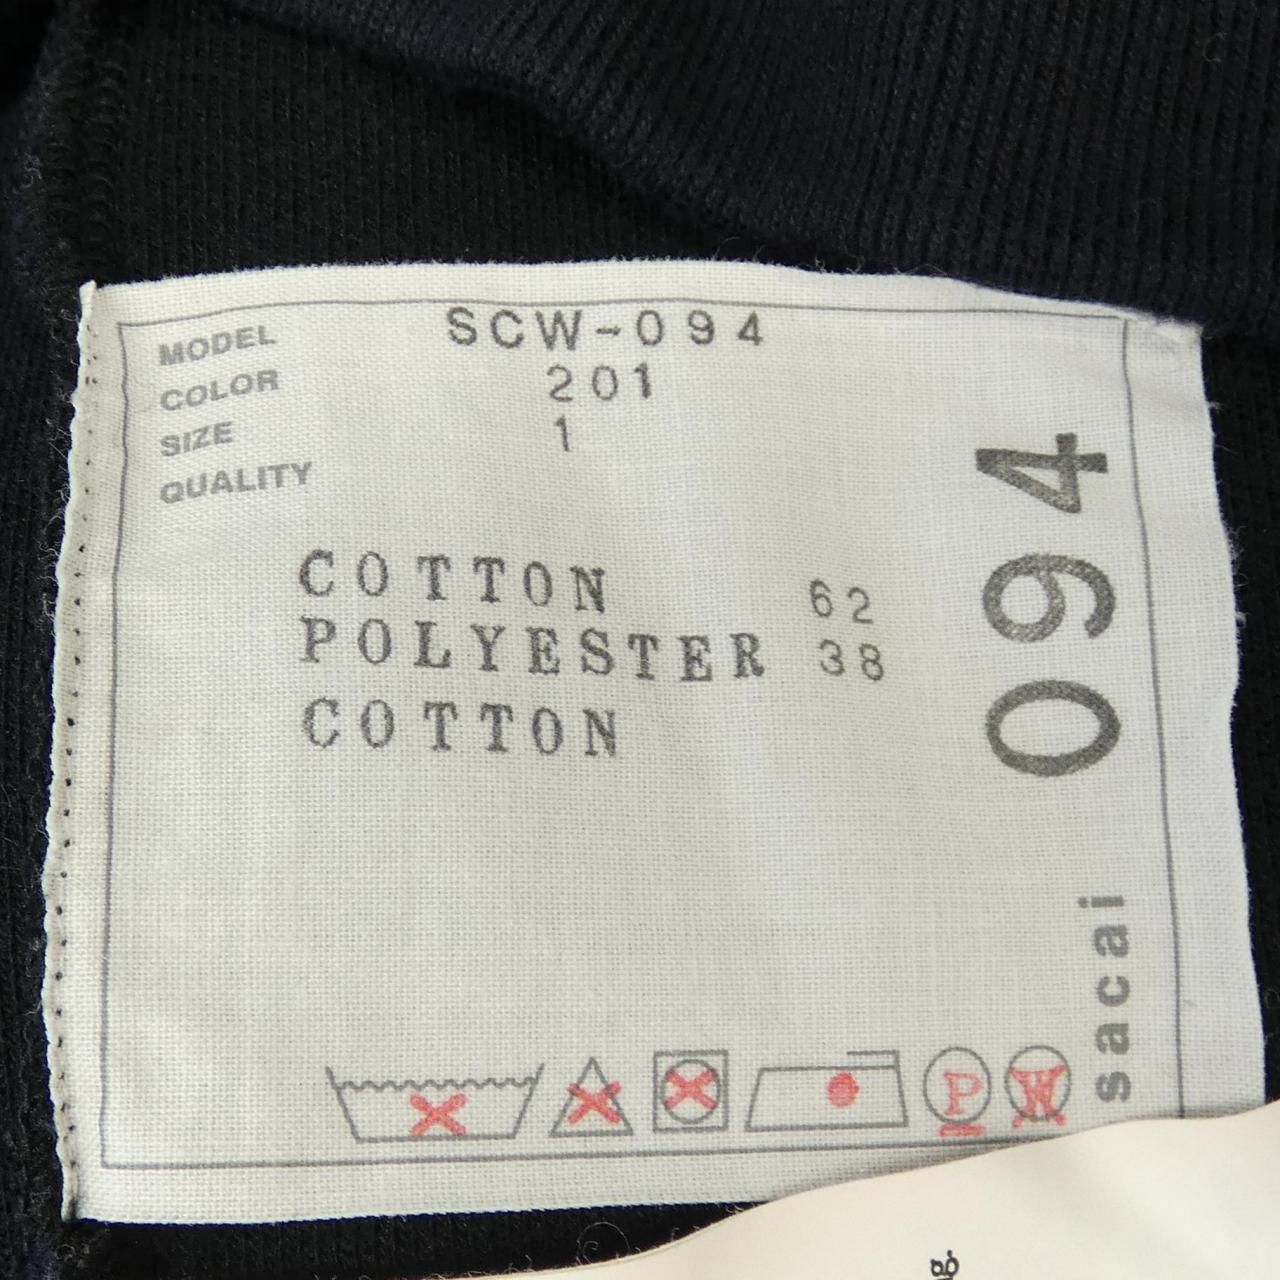 MODEL SCW-094
COLOR 201
SIZE 1
QUALITY
COTTON 62
POLYESTER 38
COTTON
094
sacai
P
W
g